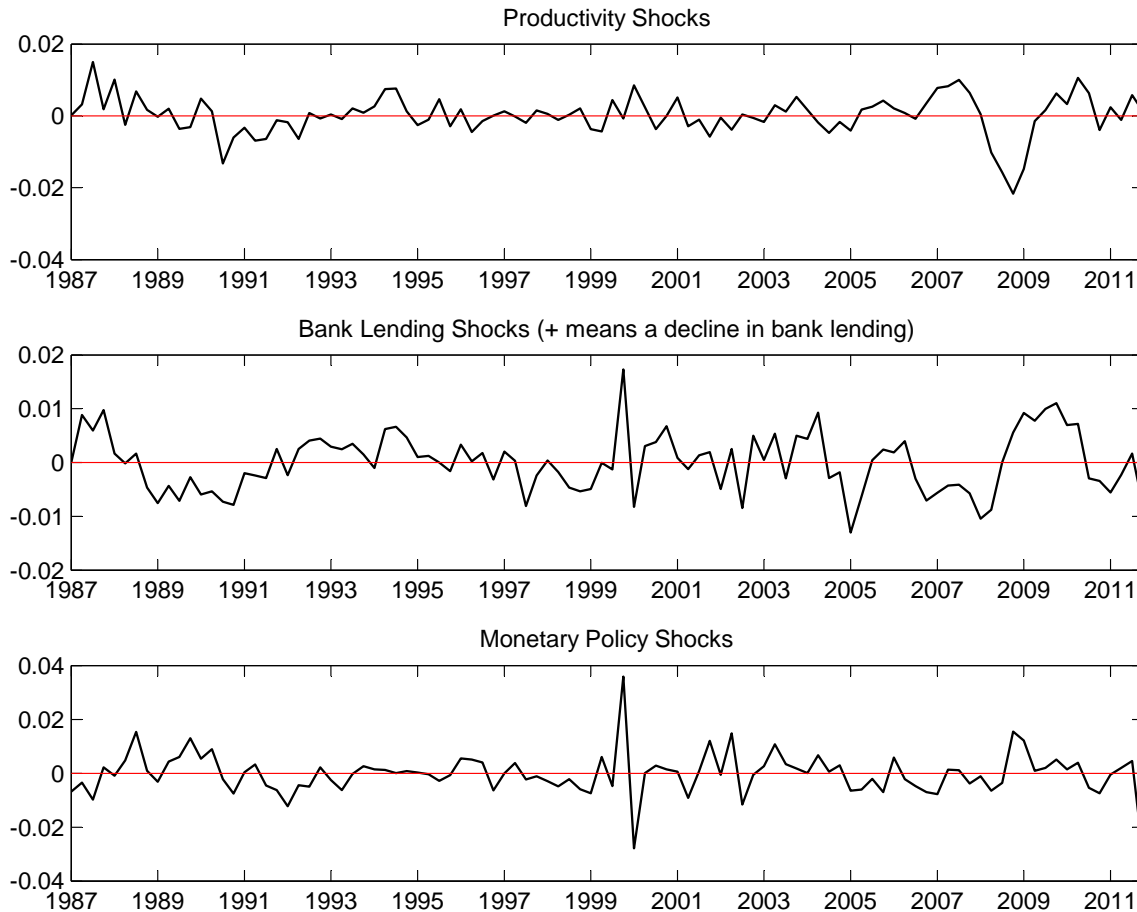 Productivity Shocks
0.02
0
-0.02
-0.04
1987 1989 1991 1993 1995 1997 1999 2001 2003 2005 2007 2009 2011
Bank Lending Shocks (+ means a decline in bank lending)
0.02
0.01
0
-0.01
-0.02
1987 1989 1991 1993 1995 1997 1999 2001 2003 2005 2007 2009 2011
Monetary Policy Shocks
0.04
0.02
0
-0.02
-0.04
1987 1989 1991 1993 1995 1997 1999 2001 2003 2005 2007 2009 2011